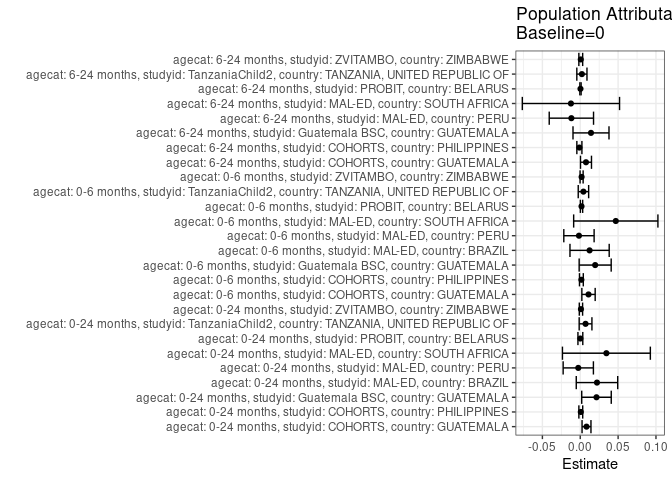 Population Attributa
Baseline=0
agecat: 6-24 months, studyid: ZVITAMBO, country: ZIMBABWE
agecat: 6-24 months, studyid: TanzaniaChild2, country: TANZANIA, UNITED REPUBLIC OF
agecat: 6-24 months, studyid: PROBIT, country: BELARUS
agecat: 6-24 months, studyid: MAL-ED, country: SOUTH AFRICA
agecat: 6-24 months, studyid: MAL-ED, country: PERU
agecat: 6-24 months, studyid: Guatemala BSC, country: GUATEMALA
agecat: 6-24 months, studyid: COHORTS, country: PHILIPPINES
agecat: 6-24 months, studyid: COHORTS, country: GUATEMALA
agecat: 0-6 months, studyid: ZVITAMBO, country: ZIMBABWE
agecat: 0-6 months, studyid: TanzaniaChild2, country: TANZANIA, UNITED REPUBLIC OF
agecat: 0-6 months, studyid: PROBIT, country: BELARUS
agecat: 0-6 months, studyid: MAL-ED, country: SOUTH AFRICA
agecat: 0-6 months, studyid: MAL-ED, country: PERU
agecat: 0-6 months, studyid: MAL-ED, country: BRAZIL
agecat: 0-6 months, studyid: Guatemala BSC, country: GUATEMALA
agecat: 0-6 months, studyid: COHORTS, country: PHILIPPINES
agecat: 0-6 months, studyid: COHORTS, country: GUATEMALA
agecat: 0-24 months, studyid: ZVITAMBO, country: ZIMBABWE
agecat: 0-24 months, studyid: TanzaniaChild2, country: TANZANIA, UNITED REPUBLIC OF
agecat: 0-24 months, studyid: PROBIT, country: BELARUS
agecat: 0-24 months, studyid: MAL-ED, country: SOUTH AFRICA
agecat: 0-24 months, studyid: MAL-ED, country: PERU
agecat: 0-24 months, studyid: MAL-ED, country: BRAZIL
agecat: 0-24 months, studyid: Guatemala BSC, country: GUATEMALA
agecat: 0-24 months, studyid: COHORTS, country: PHILIPPINES
agecat: 0-24 months, studyid: COHORTS, country: GUATEMALA
-0.05 0.00 0.05 0.10
Estimate